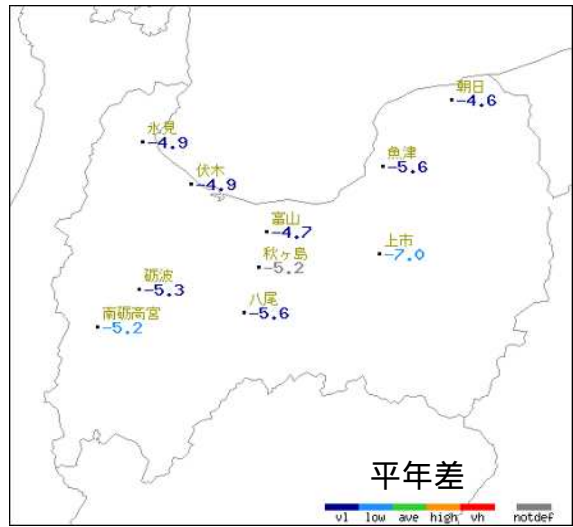 朝日
-4.6
氷見
-4.9
魚津
-5.6
伏木
-4.9
富山
-4.7
上市
-7.0
秋ヶ島
-5.2
砺波
-5.3
八尾
-5.6
南砺高宮
-5.2
平年差
vl low ave high vh notdef